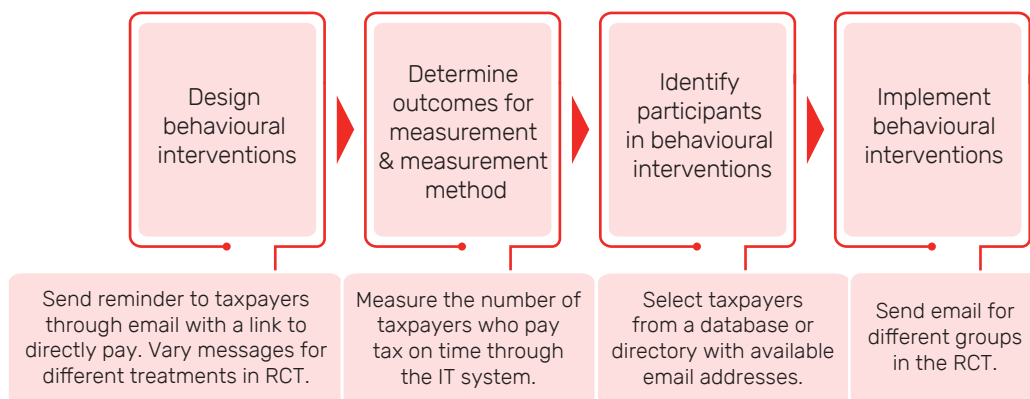 Design
behavioural
interventions
Determine
outcomes for
measurement
& measurement
method
Identify
participants
in behavioural
interventions
Implement
behavioural
interventions
Send reminder to taxpayers
through email with a link to
directly pay. Vary messages for
different treatments in RCT.
Measure the number of
taxpayers who pay
tax on time through
the IT system.
Select taxpayers
from a database or
directory with available
email addresses.
Send email for
different groups
in the RCT.